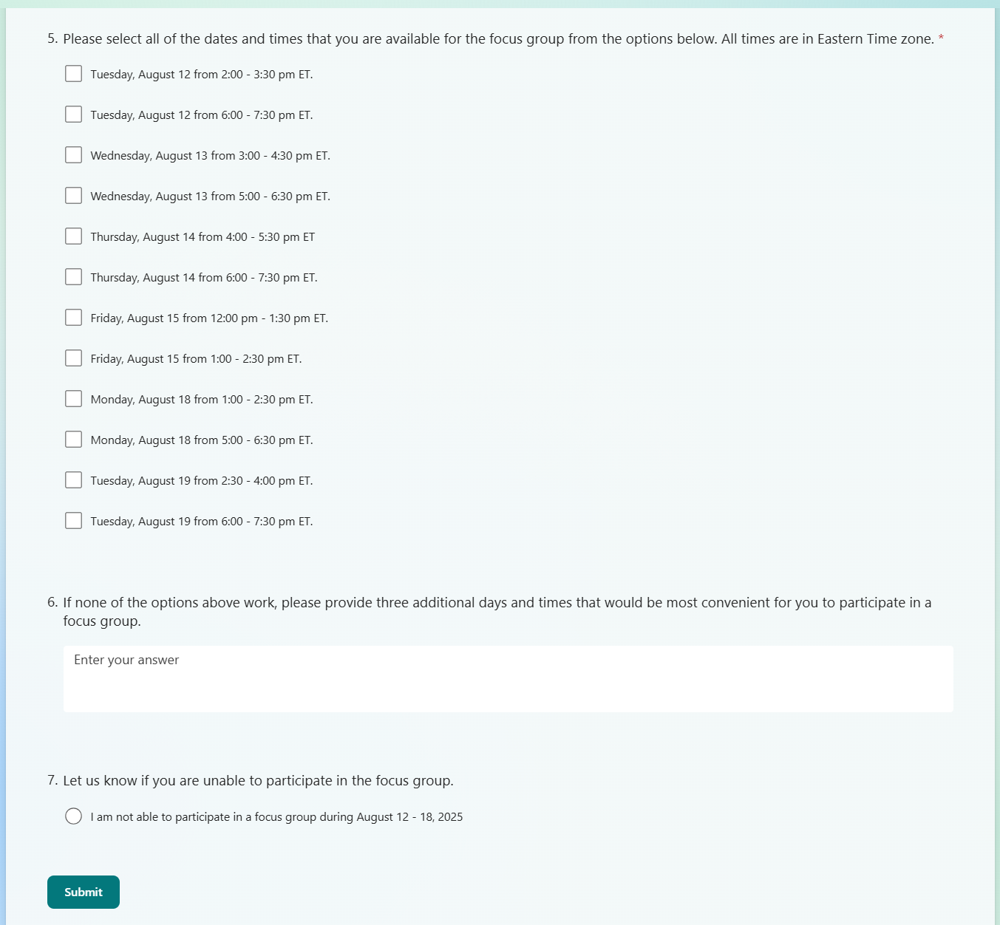 5. Please select all of the dates and times that you are available for the focus group from the options below. All times are in Eastern Time zone. *
Tuesday, August 12 from 2:00 - 3:30 pm ET.
Tuesday, August 12 from 6:00 - 7:30 pm ET.
Wednesday, August 13 from 3:00 - 4:30 pm ET.
Wednesday, August 13 from 5:00 - 6:30 pm ET.
Thursday, August 14 from 4:00 - 5:30 pm ET
Thursday, August 14 from 6:00 - 7:30 pm ET.
Friday, August 15 from 12:00 pm - 1:30 pm ET.
Friday, August 15 from 1:00 - 2:30 pm ET.
Monday, August 18 from 1:00 - 2:30 pm ET.
Monday, August 18 from 5:00 - 6:30 pm ET.
Tuesday, August 19 from 2:30 - 4:00 pm ET.
Tuesday, August 19 from 6:00 - 7:30 pm ET.
6. If none of the options above work, please provide three additional days and times that would be most convenient for you to participate in a
focus group.
Enter your answer
7. Let us know if you are unable to participate in the focus group.
I am not able to participate in a focus group during August 12 - 18, 2025
Submit